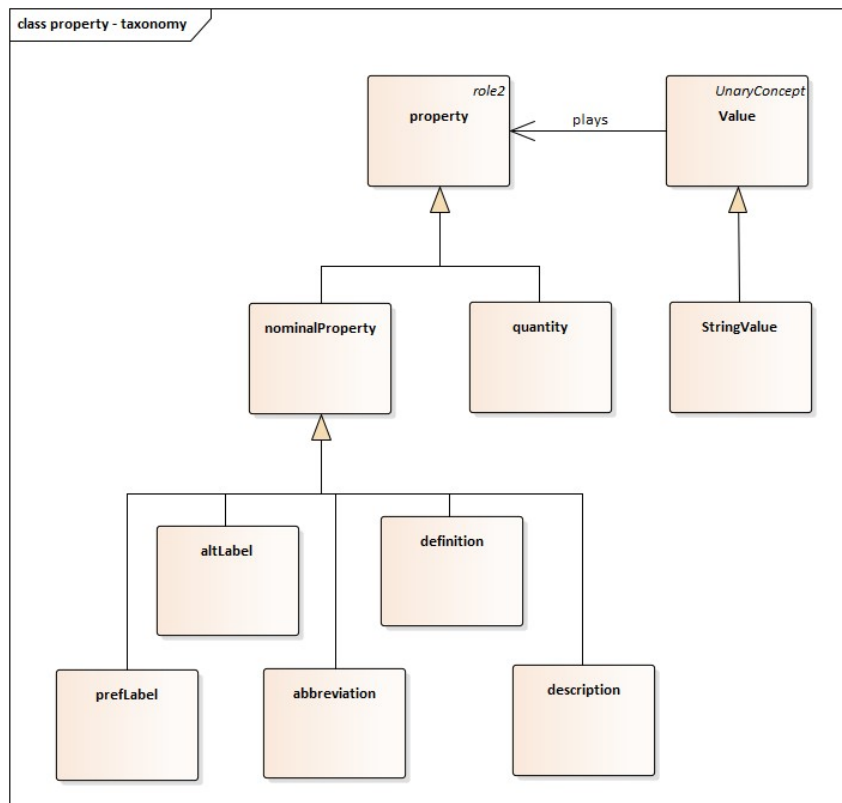 class property - taxonomy
role2
property
plays
UnaryConcept
Value
nominalProperty
quantity
StringValue
altLabel
definition
prefLabel
abbreviation
description